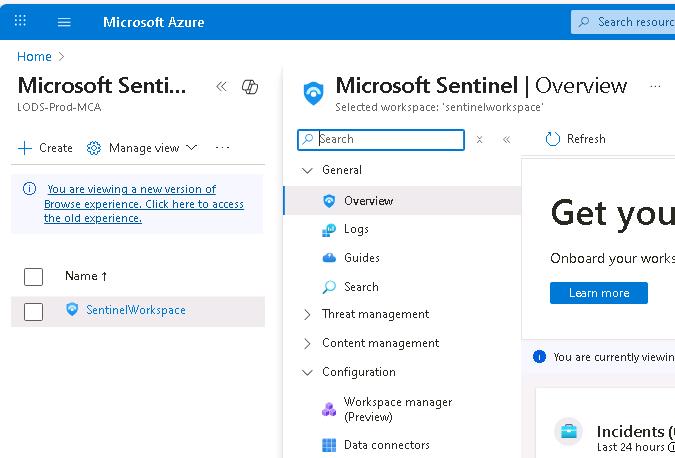 Microsoft Azure
Search resourc
Home >
Microsoft Senti...
LODS-Prod-MCA
+ Create
Manage view
...
You are viewing a new version of
Browse experience. Click here to access
the old experience.
Name ↑
SentinelWorkspace
Microsoft Sentinel | Overview
...
Selected workspace: 'sentinelworkspace'
Search
Refresh
General
Overview
Logs
Guides
Search
Threat management
Content management
Configuration
Workspace manager
(Preview)
Data connectors
Get you
Onboard your works
Learn more
You are currently viewin
Incidents (
Last 24 hours